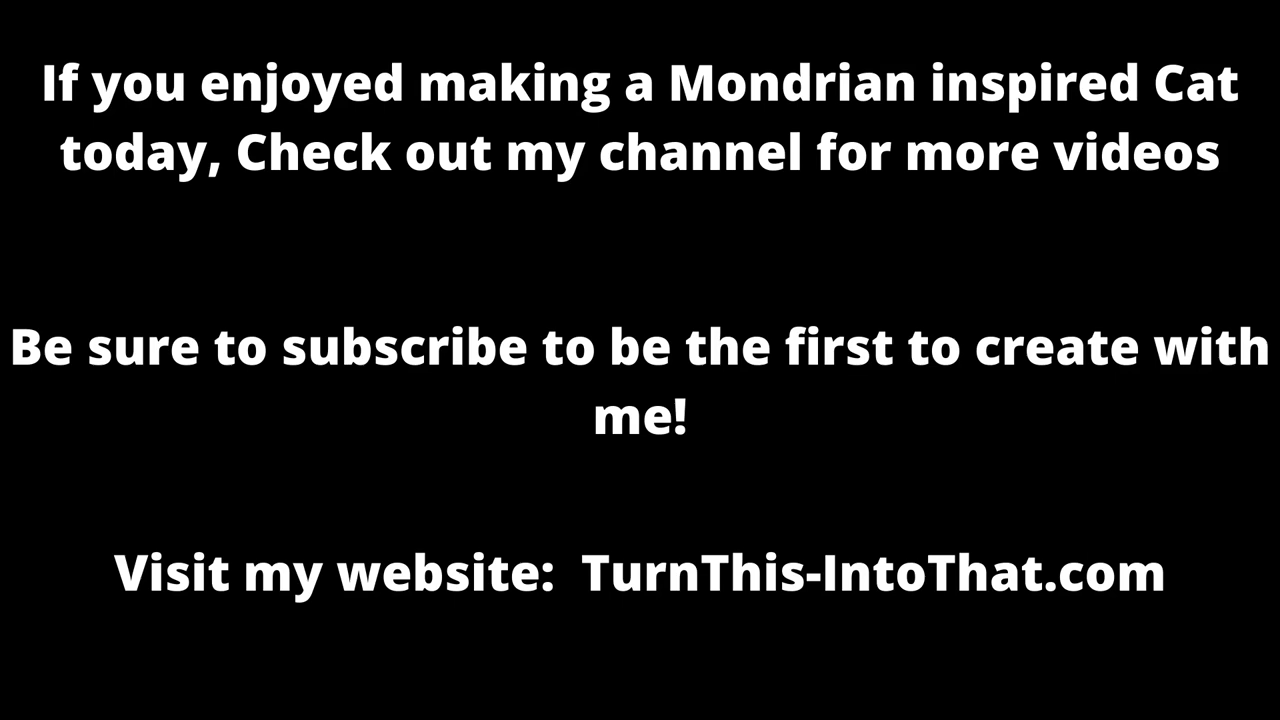 If you enjoyed making a Mondrian inspired Cat
today, Check out my channel for more videos
Be sure to subscribe to be the first to create with
me!
Visit my website:  TurnThis-IntoThat.com